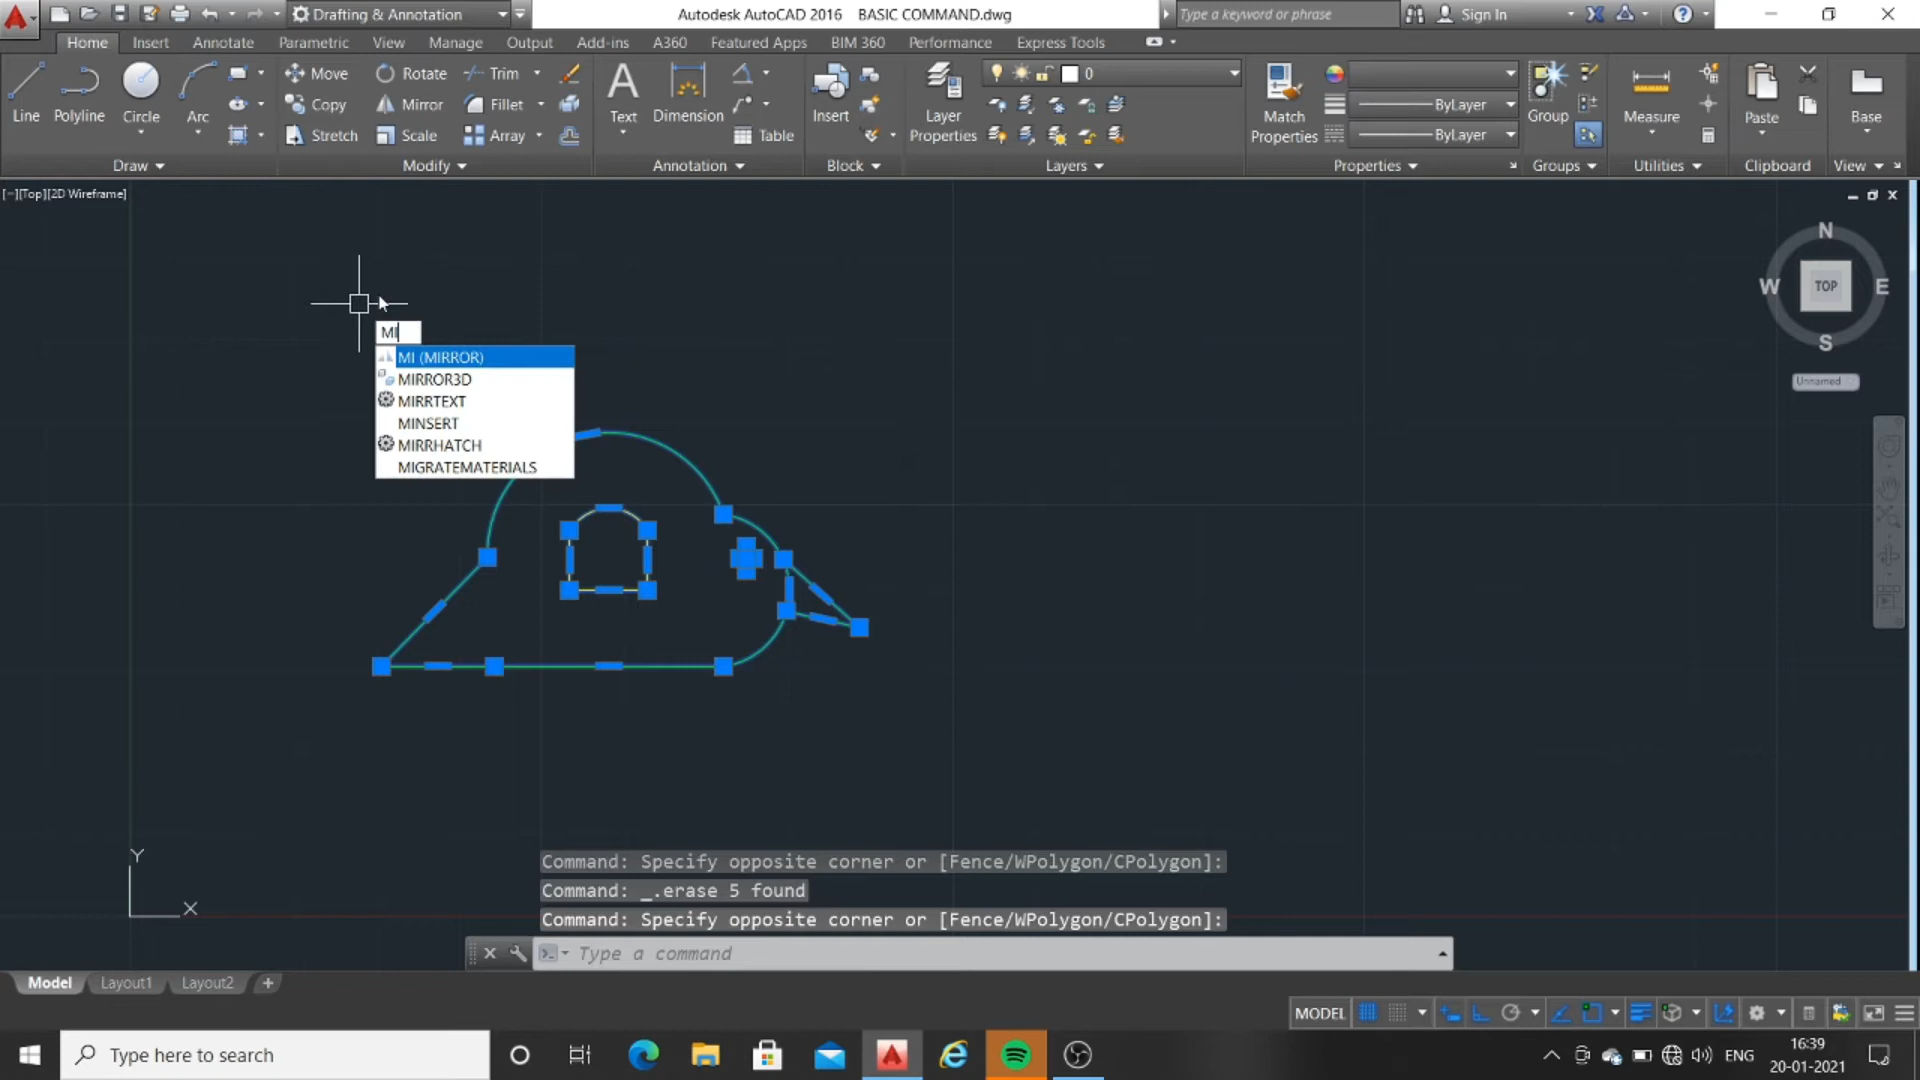 Drafting & Annotation
Autodesk AutoCAD 2016 BASIC COMMAND.dwg
Type a keyword or phrase
Sign In
Home Insert Annotate Parametric View Manage Output Add-ins A360 Featured Apps BIM 360 Performance Express Tools
Line Polyline Circle Arc
Move Rotate Trim
Copy Mirror Fillet
Stretch Scale Array
Text Dimension Table
Insert
Layer Properties
0
Match Properties
ByLayer
ByLayer
Group
Measure
Paste
Base
Draw Modify Annotation Block Layers Properties Groups Utilities Clipboard View
[−][Top][2D Wireframe]
N
W TOP E
S
Unnamed
MI
MI (MIRROR)
MIRROR3D
MIRRTEXT
MINSERT
MIRRHATCH
MIGRATEMATERIALS
Y
X
Command: Specify opposite corner or [Fence/WPolygon/CPolygon]:
Command: _.erase 5 found
Command: Specify opposite corner or [Fence/WPolygon/CPolygon]:
Type a command
Model Layout1 Layout2 +
MODEL
Type here to search
ENG
16:39
20-01-2021